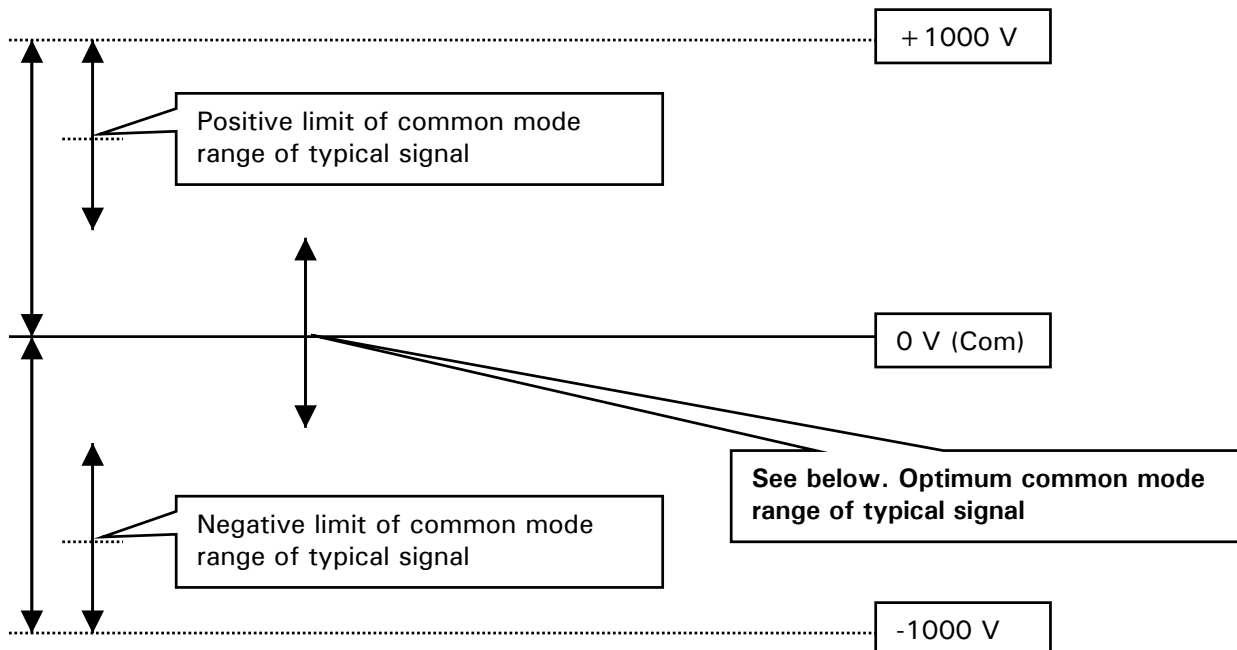 +1000 V
Positive limit of common mode
range of typical signal
0 V (Com)
See below. Optimum common mode
range of typical signal
Negative limit of common mode
range of typical signal
-1000 V